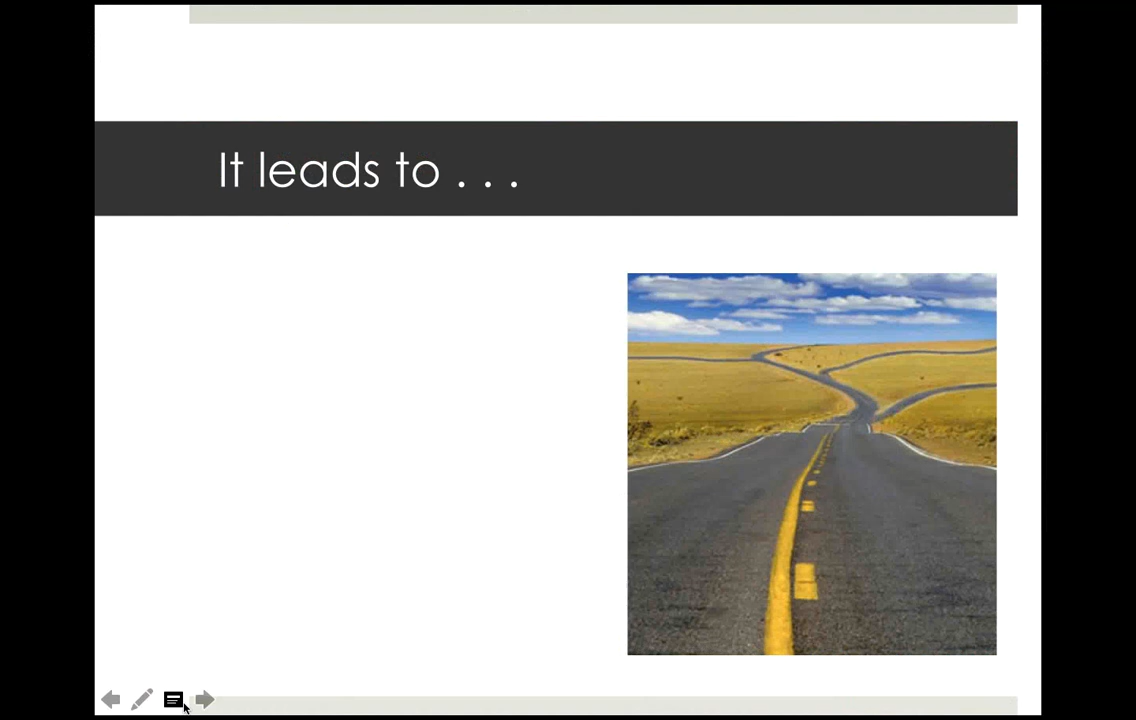 It leads to . . .